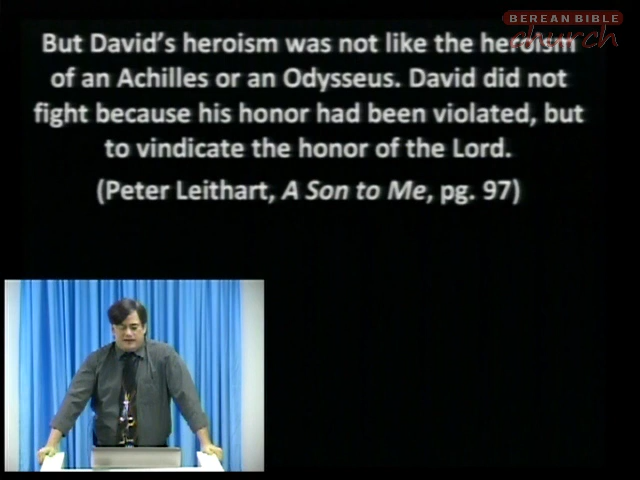 BEREAN BIBLE
church
But David's heroism was not like the heroism
of an Achilles or an Odysseus. David did not
fight because his honor had been violated, but
to vindicate the honor of the Lord.
(Peter Leithart, A Son to Me, pg. 97)